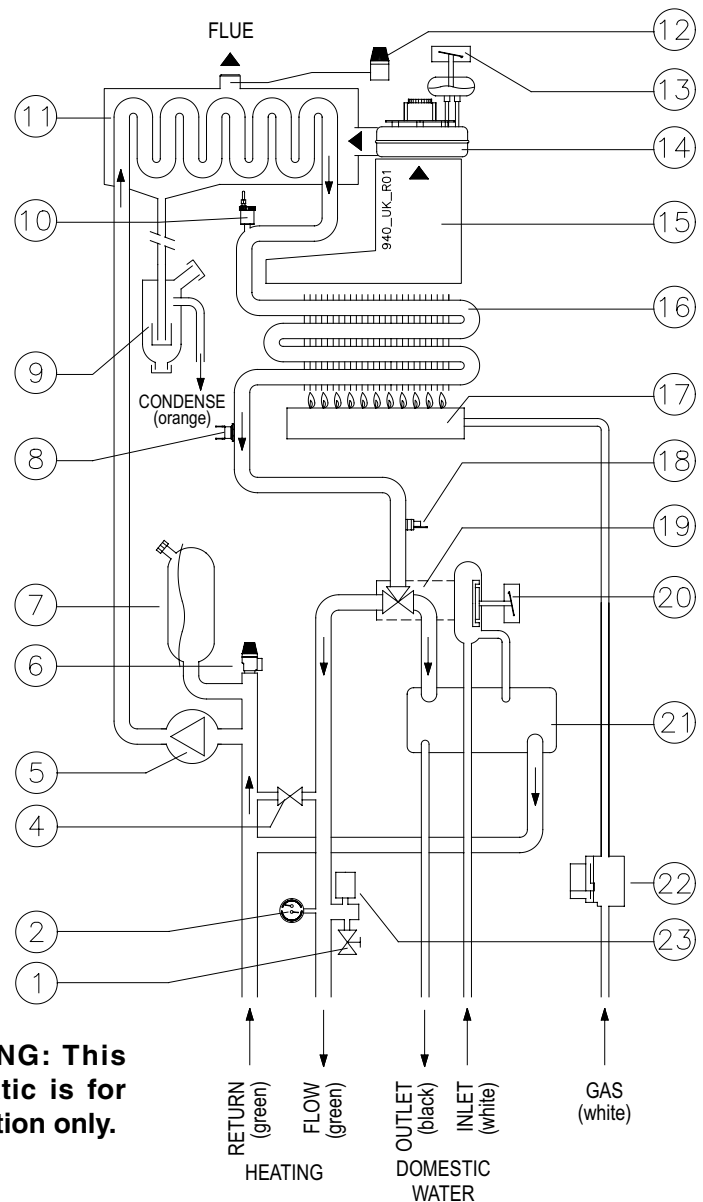 FLUE
12
13
11
14
10
15
940_UK_R01
16
9
CONDENSE
(orange)
17
8
18
19
7
20
6
21
5
4
22
2
23
1
NG: This
tic is for
tion only.
RETURN
(green)
FLOW
(green)
OUTLET
(black)
INLET
(white)
GAS
(white)
HEATING
DOMESTIC
WATER